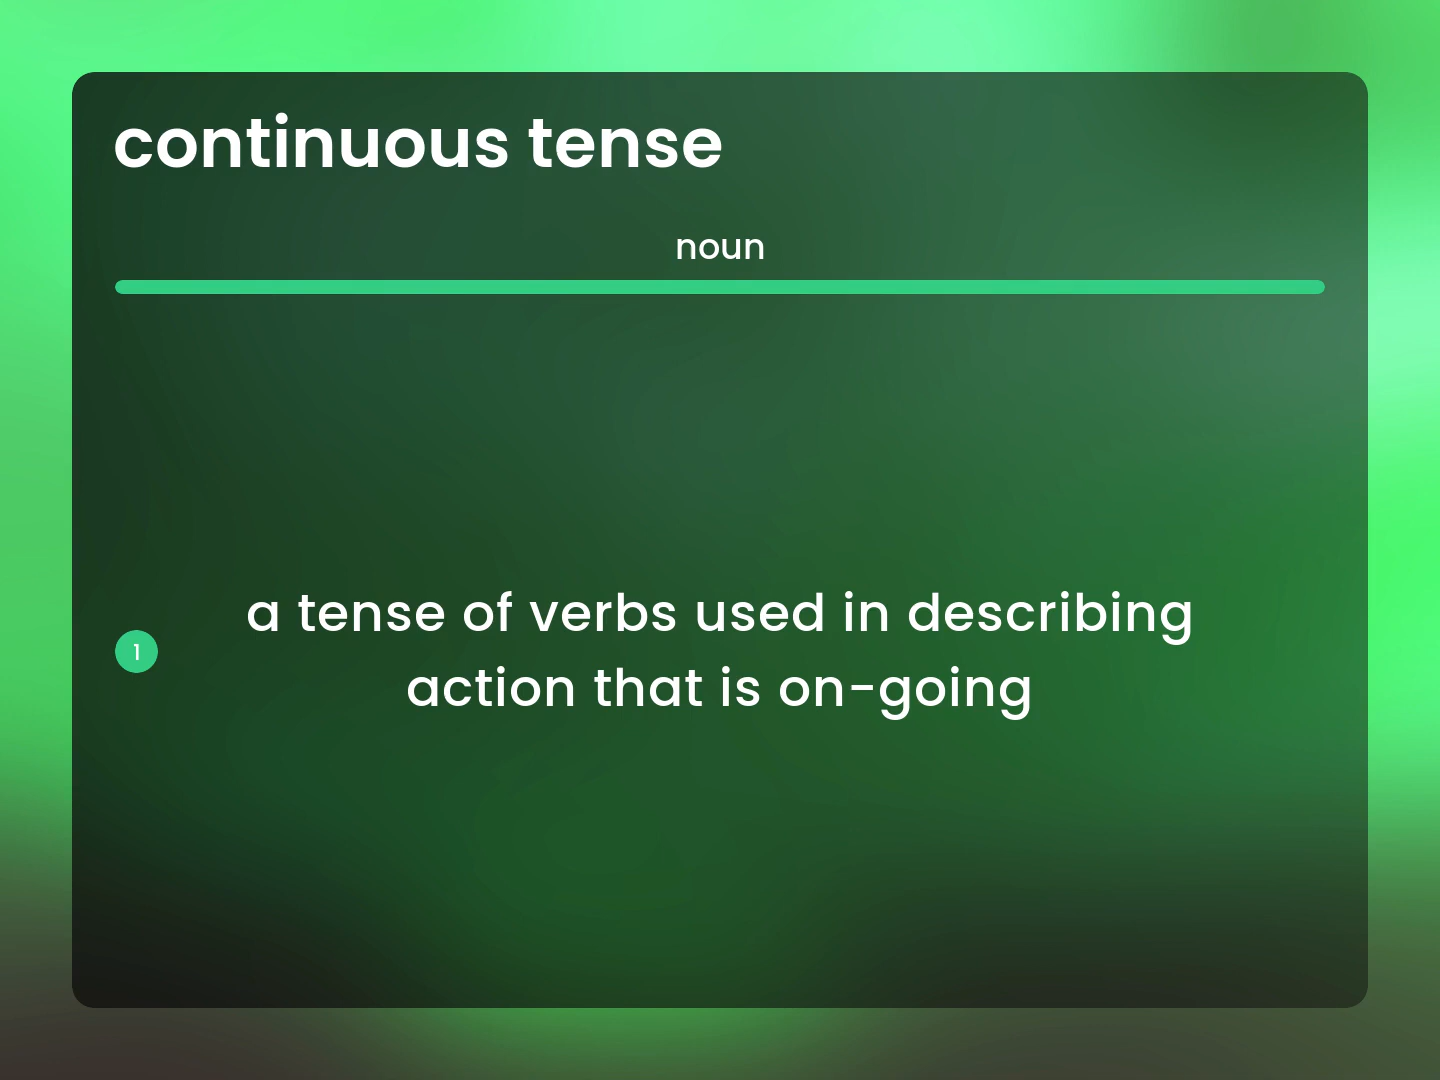 continuous tense
noun
1
a tense of verbs used in describing
action that is on-going